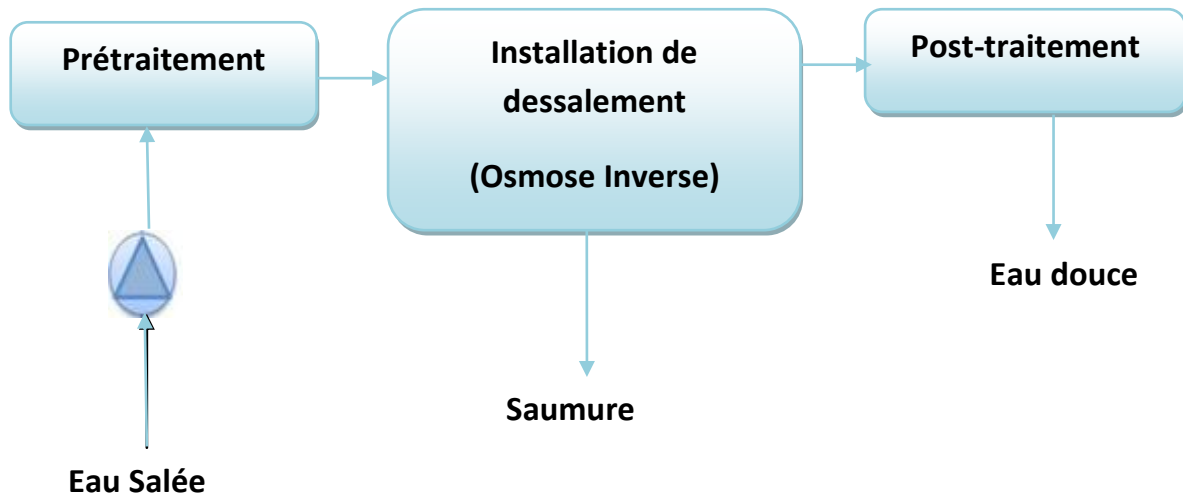 Prétraitement
Installation de
dessalement
(Osmose Inverse)
Post-traitement
Eau douce
Saumure
Eau Salée